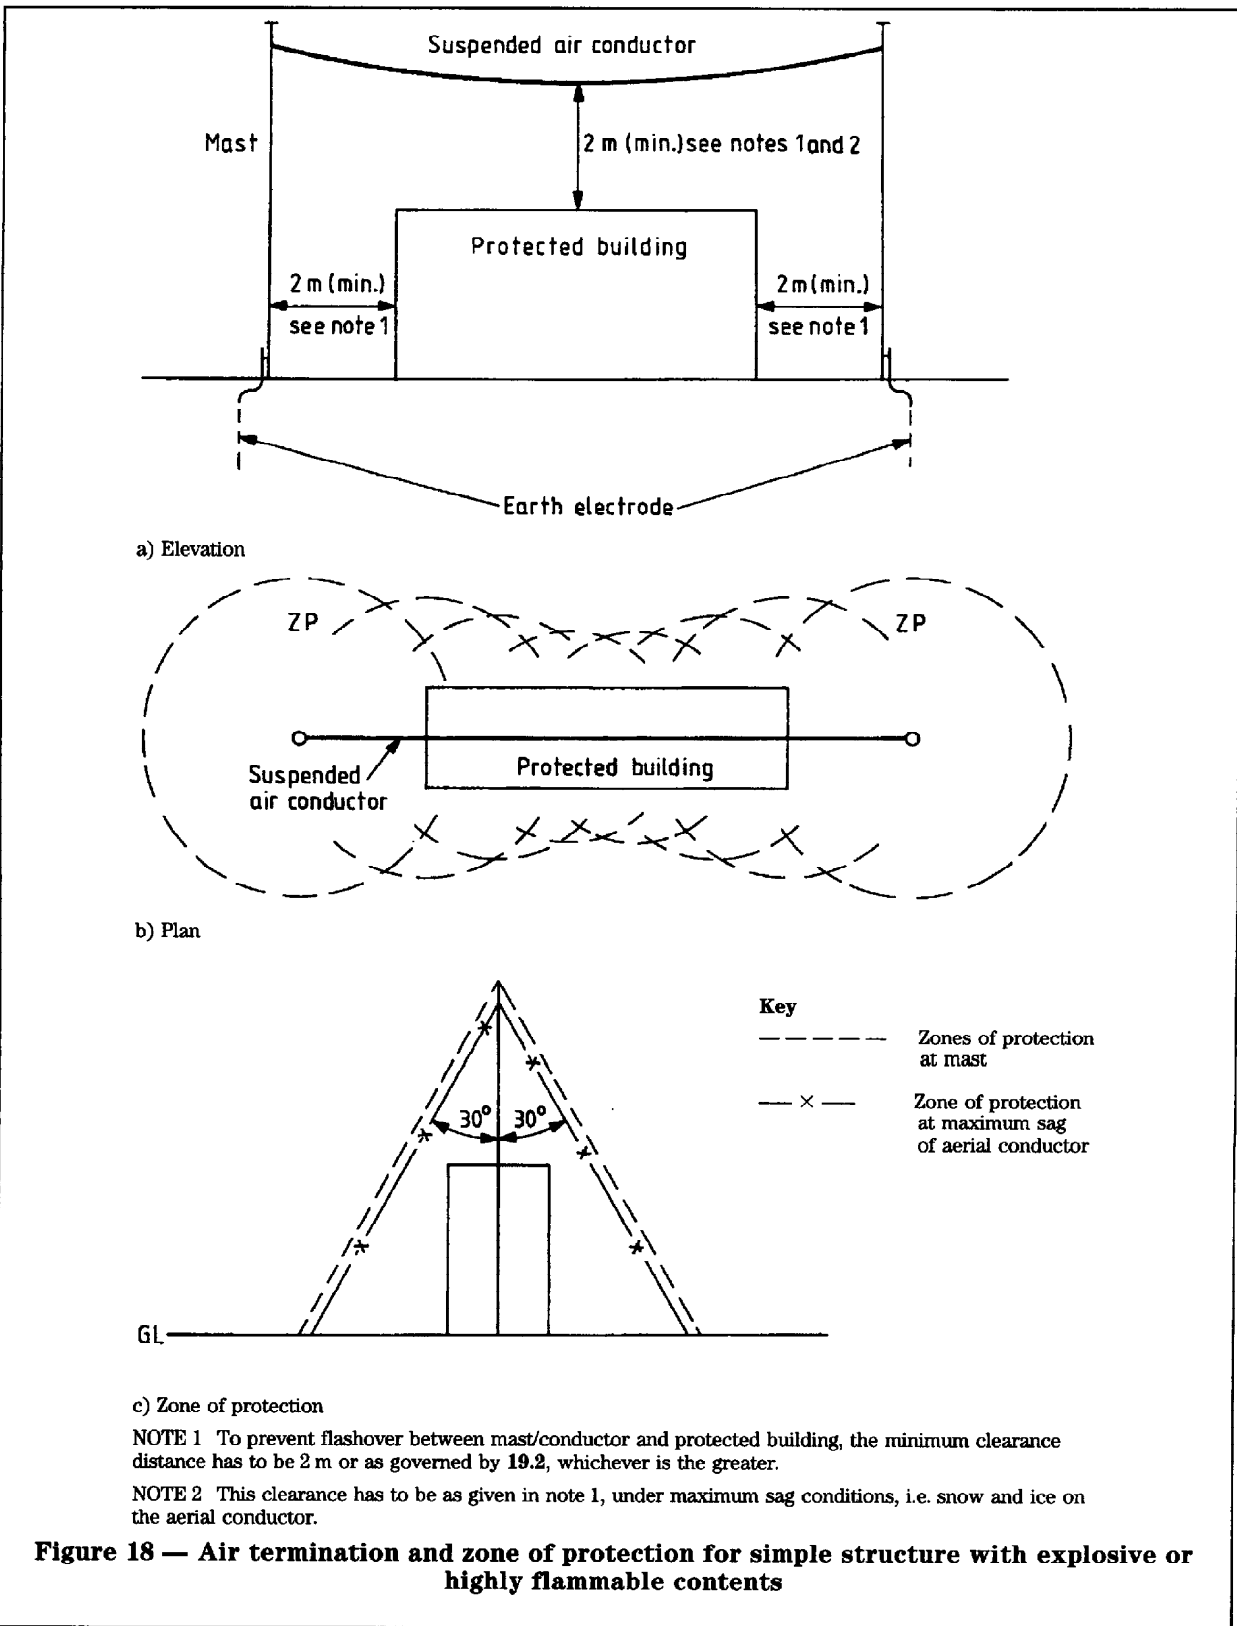 Suspended air conductor
Mast
2 m (min.) see notes 1 and 2
Protected building
2 m (min.)
see note 1
2 m (min.)
see note 1
Earth electrode
a) Elevation
ZP
ZP
Suspended
air conductor
Protected building
b) Plan
Key
Zones of protection
at mast
Zone of protection
at maximum sag
of aerial conductor
30° 30°
GL
c) Zone of protection
NOTE 1 To prevent flashover between mast/conductor and protected building, the minimum clearance
distance has to be 2 m or as governed by 19.2, whichever is the greater.
NOTE 2 This clearance has to be as given in note 1, under maximum sag conditions, i.e. snow and ice on
the aerial conductor.
Figure 18 — Air termination and zone of protection for simple structure with explosive or
highly flammable contents